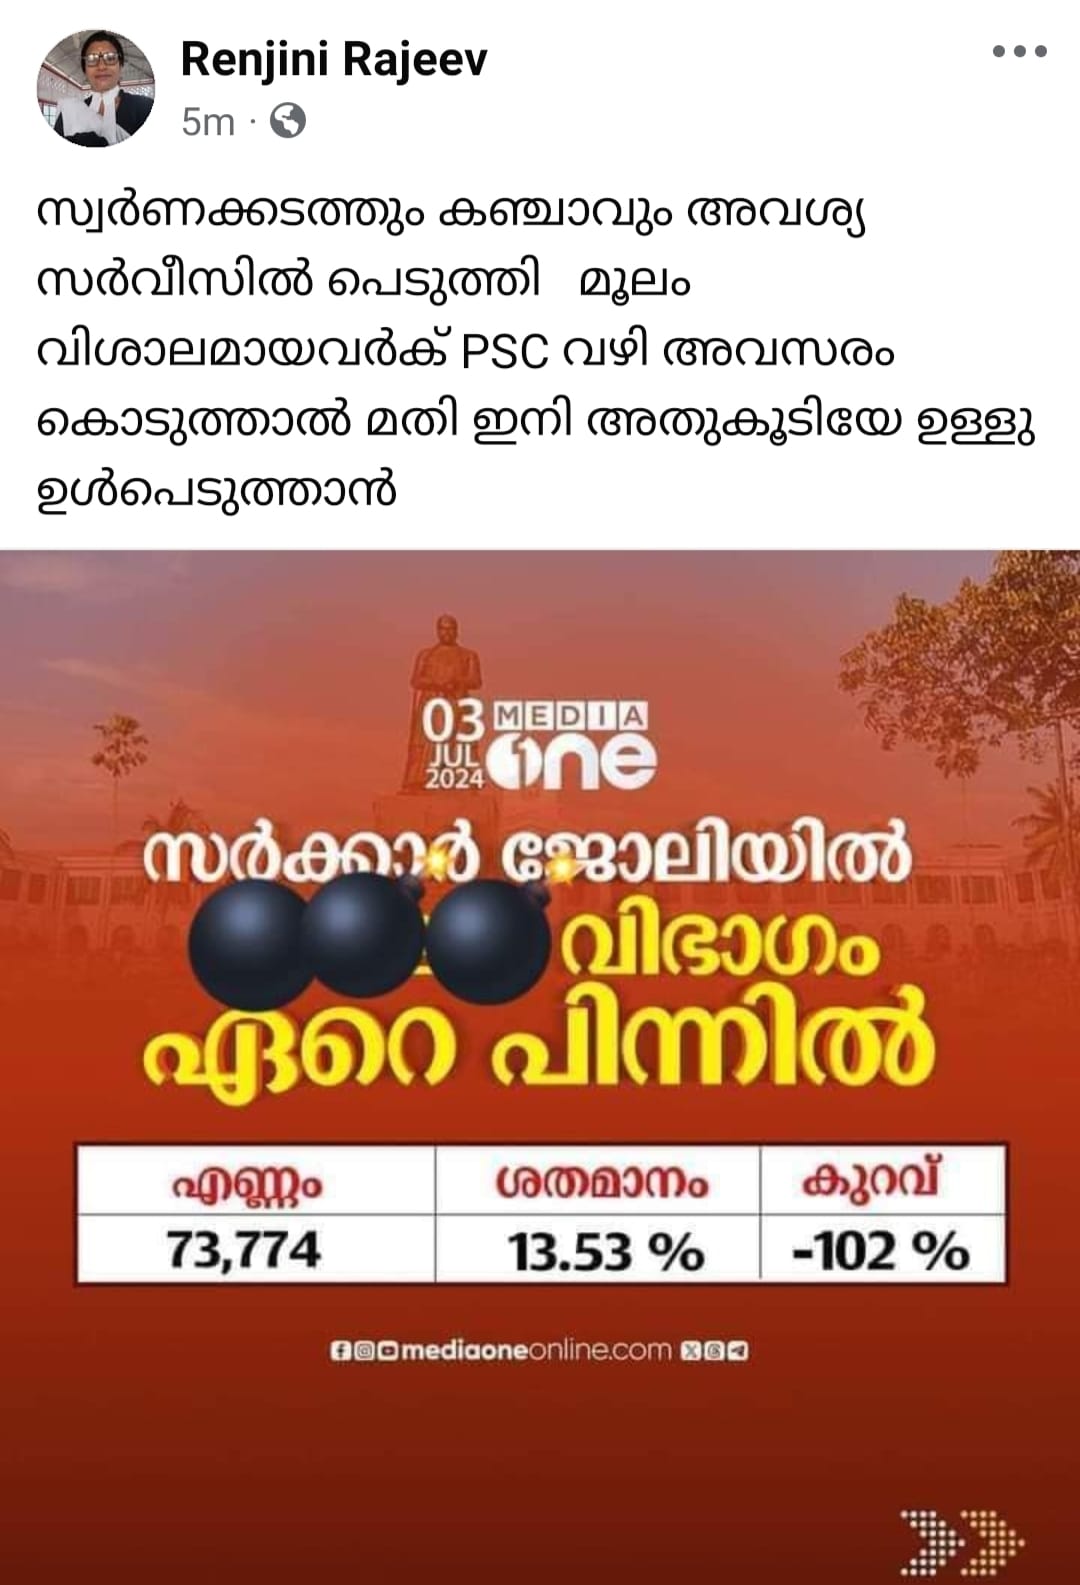 Renjini Rajeev
5m
സ്വർണക്കടത്തും കഞ്ചാവും അവശ്യ
സർവീസിൽ പെടുത്തി മൂലം
വിശാലമായവർക് PSC വഴി അവസരം
കൊടുത്താൽ മതി ഇനി അതുകൂടിയേ ഉള്ളു
ഉൾപെടുത്താൻ
03 JUL 2024 MEDIA one
സർക്കാർ ജോലിയിൽ
വിഭാഗം
ഏറെ പിന്നിൽ
എണ്ണം ശതമാനം കുറവ്
73,774 13.53 % -102 %
mediaoneonline.com